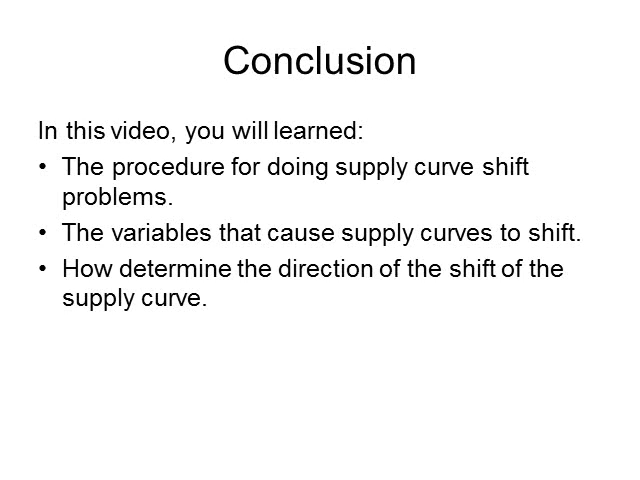 Conclusion
In this video, you will learned:
• The procedure for doing supply curve shift
problems.
• The variables that cause supply curves to shift.
• How determine the direction of the shift of the
supply curve.